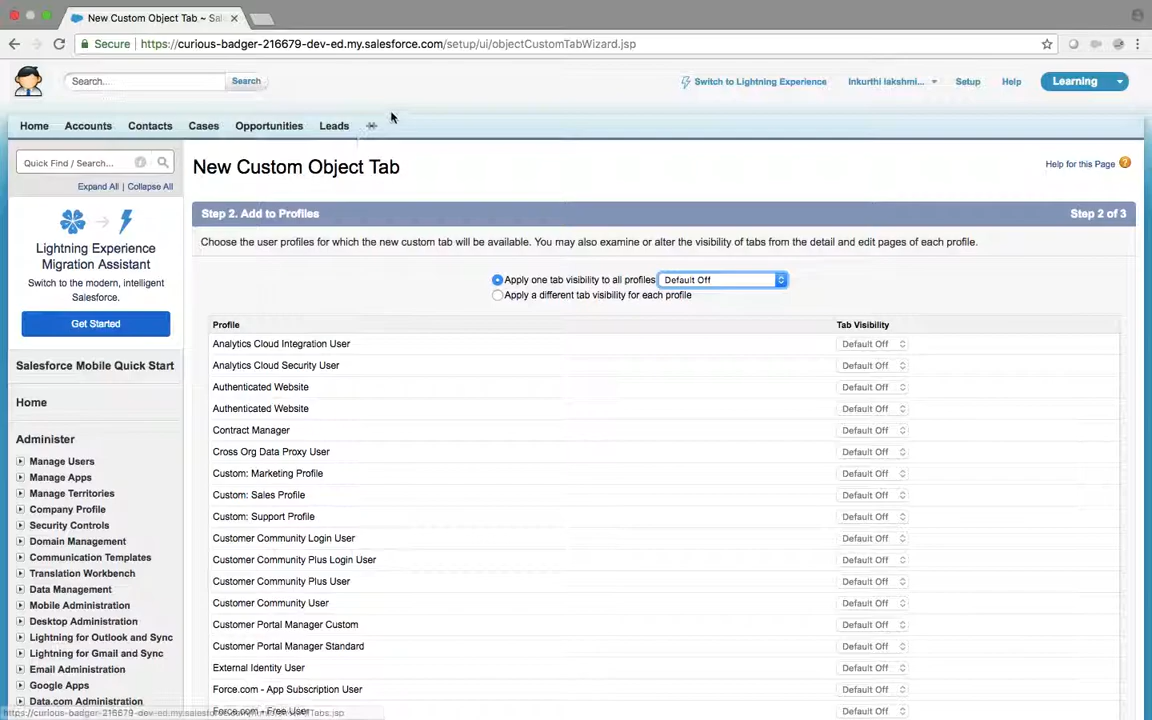 New Custom Object Tab ~ Sal
Secure https://curious-badger-216679-dev-ed.my.salesforce.com/setup/ui/objectCustomTabWizard.jsp
Search... Search Switch to Lightning Experience Inkurthi lakshmi... Setup Help Learning
Home Accounts Contacts Cases Opportunities Leads
Quick Find / Search...
Expand All | Collapse All
Lightning Experience
Migration Assistant
Switch to the modern, intelligent
Salesforce.
Get Started
Salesforce Mobile Quick Start
Home
Administer
Manage Users
Manage Apps
Manage Territories
Company Profile
Security Controls
Domain Management
Communication Templates
Translation Workbench
Data Management
Mobile Administration
Desktop Administration
Lightning for Outlook and Sync
Lightning for Gmail and Sync
Email Administration
Google Apps
Data.com Administration
New Custom Object Tab
Help for this Page
Step 2. Add to Profiles Step 2 of 3
Choose the user profiles for which the new custom tab will be available. You may also examine or alter the visibility of tabs from the detail and edit pages of each profile.
Apply one tab visibility to all profiles Default Off
Apply a different tab visibility for each profile
Profile Tab Visibility
Analytics Cloud Integration User Default Off
Analytics Cloud Security User Default Off
Authenticated Website Default Off
Authenticated Website Default Off
Contract Manager Default Off
Cross Org Data Proxy User Default Off
Custom: Marketing Profile Default Off
Custom: Sales Profile Default Off
Custom: Support Profile Default Off
Customer Community Login User Default Off
Customer Community Plus Login User Default Off
Customer Community Plus User Default Off
Customer Community User Default Off
Customer Portal Manager Custom Default Off
Customer Portal Manager Standard Default Off
External Identity User Default Off
Force.com - App Subscription User Default Off
Force.com - Free User Default Off